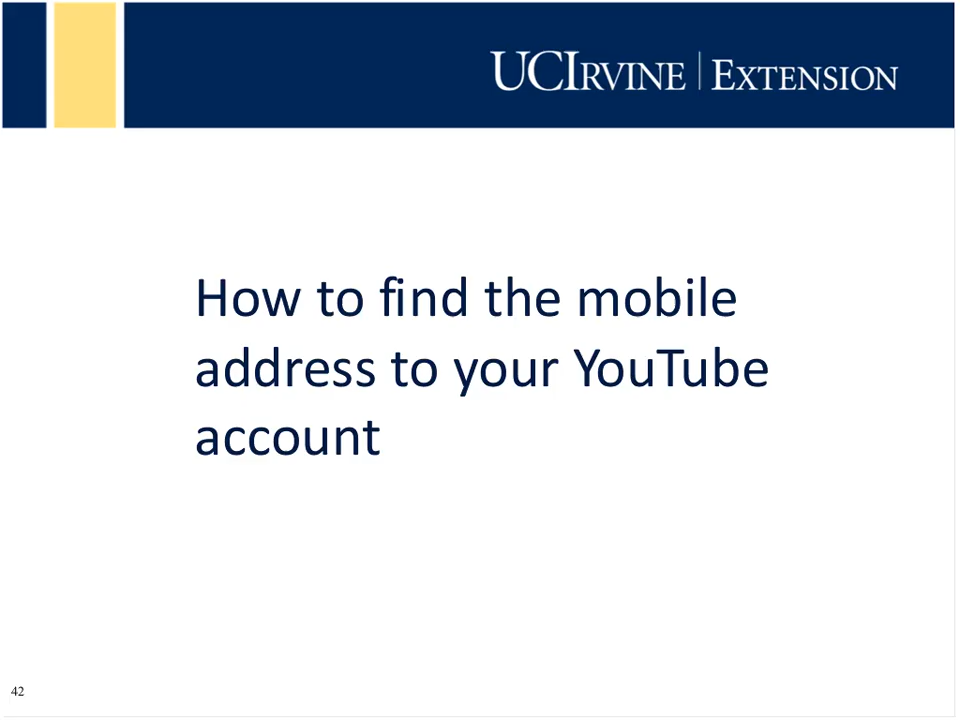 UCIRVINE | EXTENSION
How to find the mobile
address to your YouTube
account
42